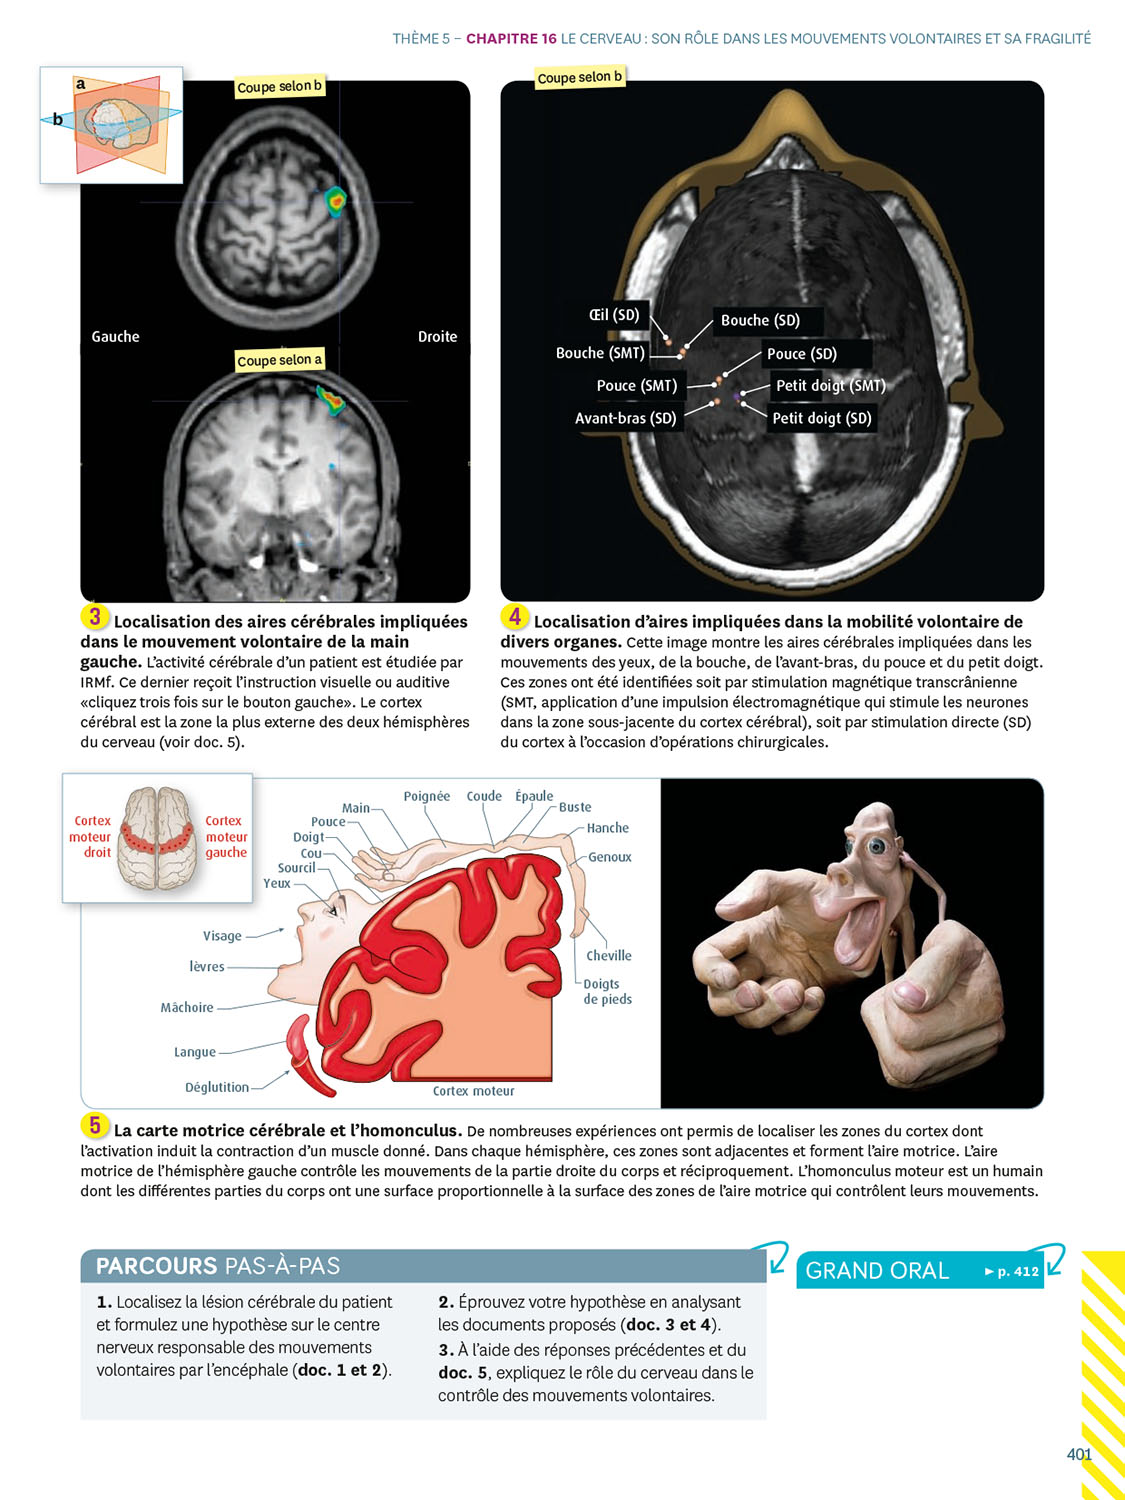 THÈME 5 – CHAPITRE 16 LE CERVEAU : SON RÔLE DANS LES MOUVEMENTS VOLONTAIRES ET SA FRAGILITÉ
a
b
Coupe selon b
Gauche
Droite
Coupe selon a
Coupe selon b
Œil (SD)
Bouche (SD)
Bouche (SMT)
Pouce (SD)
Pouce (SMT)
Petit doigt (SMT)
Avant-bras (SD)
Petit doigt (SD)
3 Localisation des aires cérébrales impliquées
dans le mouvement volontaire de la main
gauche. L’activité cérébrale d’un patient est étudiée par
IRMf. Ce dernier reçoit l’instruction visuelle ou auditive
«cliquez trois fois sur le bouton gauche». Le cortex
cérébral est la zone la plus externe des deux hémisphères
du cerveau (voir doc. 5).
4 Localisation d’aires impliquées dans la mobilité volontaire de
divers organes. Cette image montre les aires cérébrales impliquées dans les
mouvements des yeux, de la bouche, de l’avant-bras, du pouce et du petit doigt.
Ces zones ont été identifiées soit par stimulation magnétique transcrânienne
(SMT, application d’une impulsion électromagnétique qui stimule les neurones
dans la zone sous-jacente du cortex cérébral), soit par stimulation directe (SD)
du cortex à l’occasion d’opérations chirurgicales.
Cortex
moteur
droit
Cortex
moteur
gauche
Poignée
Coude
Épaule
Main
Buste
Pouce
Hanche
Doigt
Cou
Genoux
Sourcil
Yeux
Visage
Cheville
lèvres
Doigts
de pieds
Mâchoire
Langue
Déglutition
Cortex moteur
5 La carte motrice cérébrale et l’homonculus. De nombreuses expériences ont permis de localiser les zones du cortex dont
l’activation induit la contraction d’un muscle donné. Dans chaque hémisphère, ces zones sont adjacentes et forment l’aire motrice. L’aire
motrice de l’hémisphère gauche contrôle les mouvements de la partie droite du corps et réciproquement. L’homonculus moteur est un humain
dont les différentes parties du corps ont une surface proportionnelle à la surface des zones de l’aire motrice qui contrôlent leurs mouvements.
PARCOURS PAS-À-PAS
1. Localisez la lésion cérébrale du patient
et formulez une hypothèse sur le centre
nerveux responsable des mouvements
volontaires par l’encéphale (doc. 1 et 2).
2. Éprouvez votre hypothèse en analysant
les documents proposés (doc. 3 et 4).
3. À l’aide des réponses précédentes et du
doc. 5, expliquez le rôle du cerveau dans le
contrôle des mouvements volontaires.
GRAND ORAL ► p. 412
401